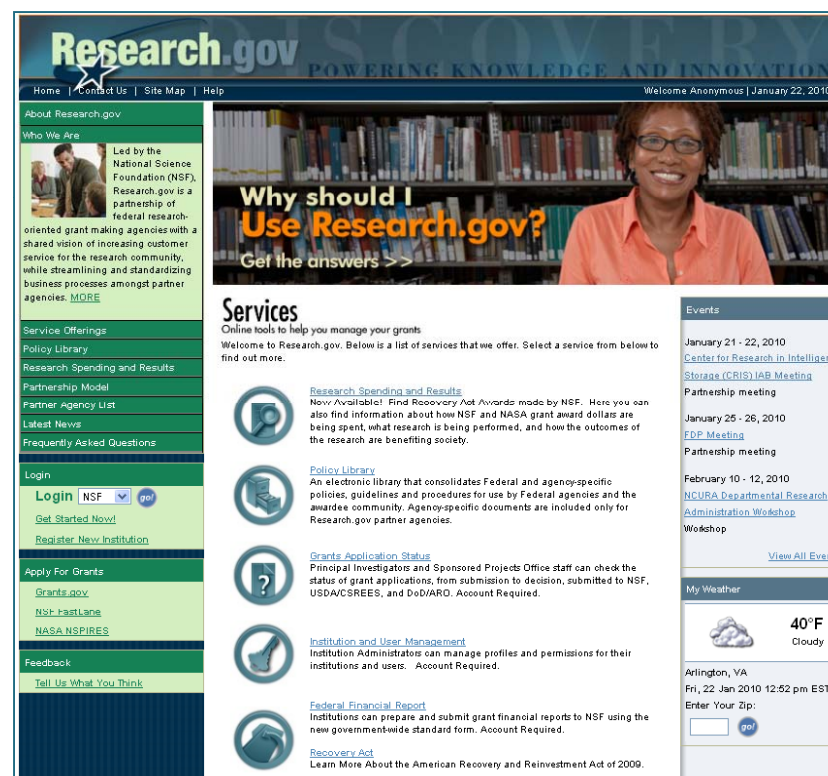 DISCOVERY
Research.gov
POWERING KNOWLEDGE AND INNOVATION
Home | Contact Us | Site Map | Help
Welcome Anonymous | January 22, 2010
About Research.gov
Who We Are
Led by the
National Science
Foundation (NSF),
Research.gov is a
partnership of
federal research-
oriented grant making agencies with a
shared vision of increasing customer
service for the research community,
while streamlining and standardizing
business processes amongst partner
agencies. MORE
Service Offerings
Policy Library
Research Spending and Results
Partnership Model
Partner Agency List
Latest News
Frequently Asked Questions
Login
Login NSF go!
Get Started Now!
Register New Institution
Apply For Grants
Grants.gov
NSF FastLane
NASA NSPIRES
Feedback
Tell Us What You Think
Why should I
Use Research.gov?
Get the answers >>
Services
Online tools to help you manage your grants
Welcome to Research.gov. Below is a list of services that we offer. Select a service from below to
find out more.
Research Spending and Results
Now Available! Find Recovery Act Awards made by NSF. Here you can
also find information about how NSF and NASA grant award dollars are
being spent, what research is being performed, and how the outcomes of
the research are benefiting society.
Policy Library
An electronic library that consolidates Federal and agency-specific
policies, guidelines and procedures for use by Federal agencies and the
awardee community. Agency-specific documents are included only for
Research.gov partner agencies.
Grants Application Status
Principal Investigators and Sponsored Projects Office staff can check the
status of grant applications, from submission to decision, submitted to NSF,
USDA/CSREES, and DoD/ARO. Account Required.
Institution and User Management
Institution Administrators can manage profiles and permissions for their
institutions and users. Account Required.
Federal Financial Report
Institutions can prepare and submit grant financial reports to NSF using the
new government-wide standard form. Account Required.
Recovery Act
Learn More About the American Recovery and Reinvestment Act of 2009.
Events
January 21 - 22, 2010
Center for Research in Intelligen
Storage (CRIS) IAB Meeting
Partnership meeting
January 25 - 26, 2010
FDP Meeting
Partnership meeting
February 10 - 12, 2010
NCURA Departmental Research
Administration Workshop
Workshop
View All Eve
My Weather
40°F
Cloudy
Arlington, VA
Fri, 22 Jan 2010 12:52 pm EST
Enter Your Zip:
go!